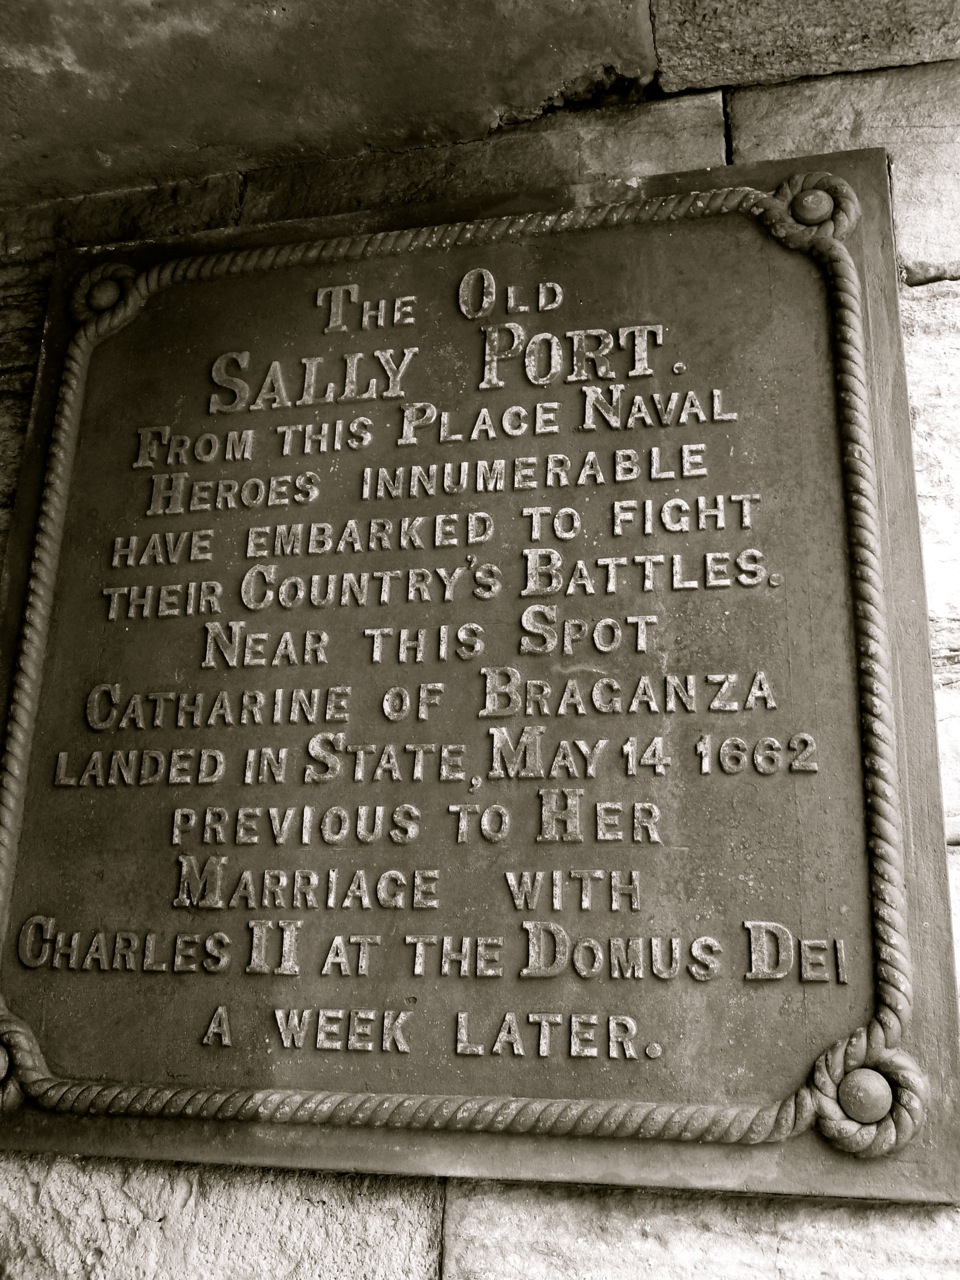 The Old
SALLY PORT.
FROM THIS PLACE NAVAL
HEROES INNUMERABLE
HAVE EMBARKED TO FIGHT
THEIR COUNTRY'S BATTLES.
NEAR THIS SPOT
CATHARINE OF BRAGANZA
LANDED IN STATE, MAY 14 1662
PREVIOUS TO HER
MARRIAGE WITH
CHARLES II AT THE DOMUS DEI
A WEEK LATER.